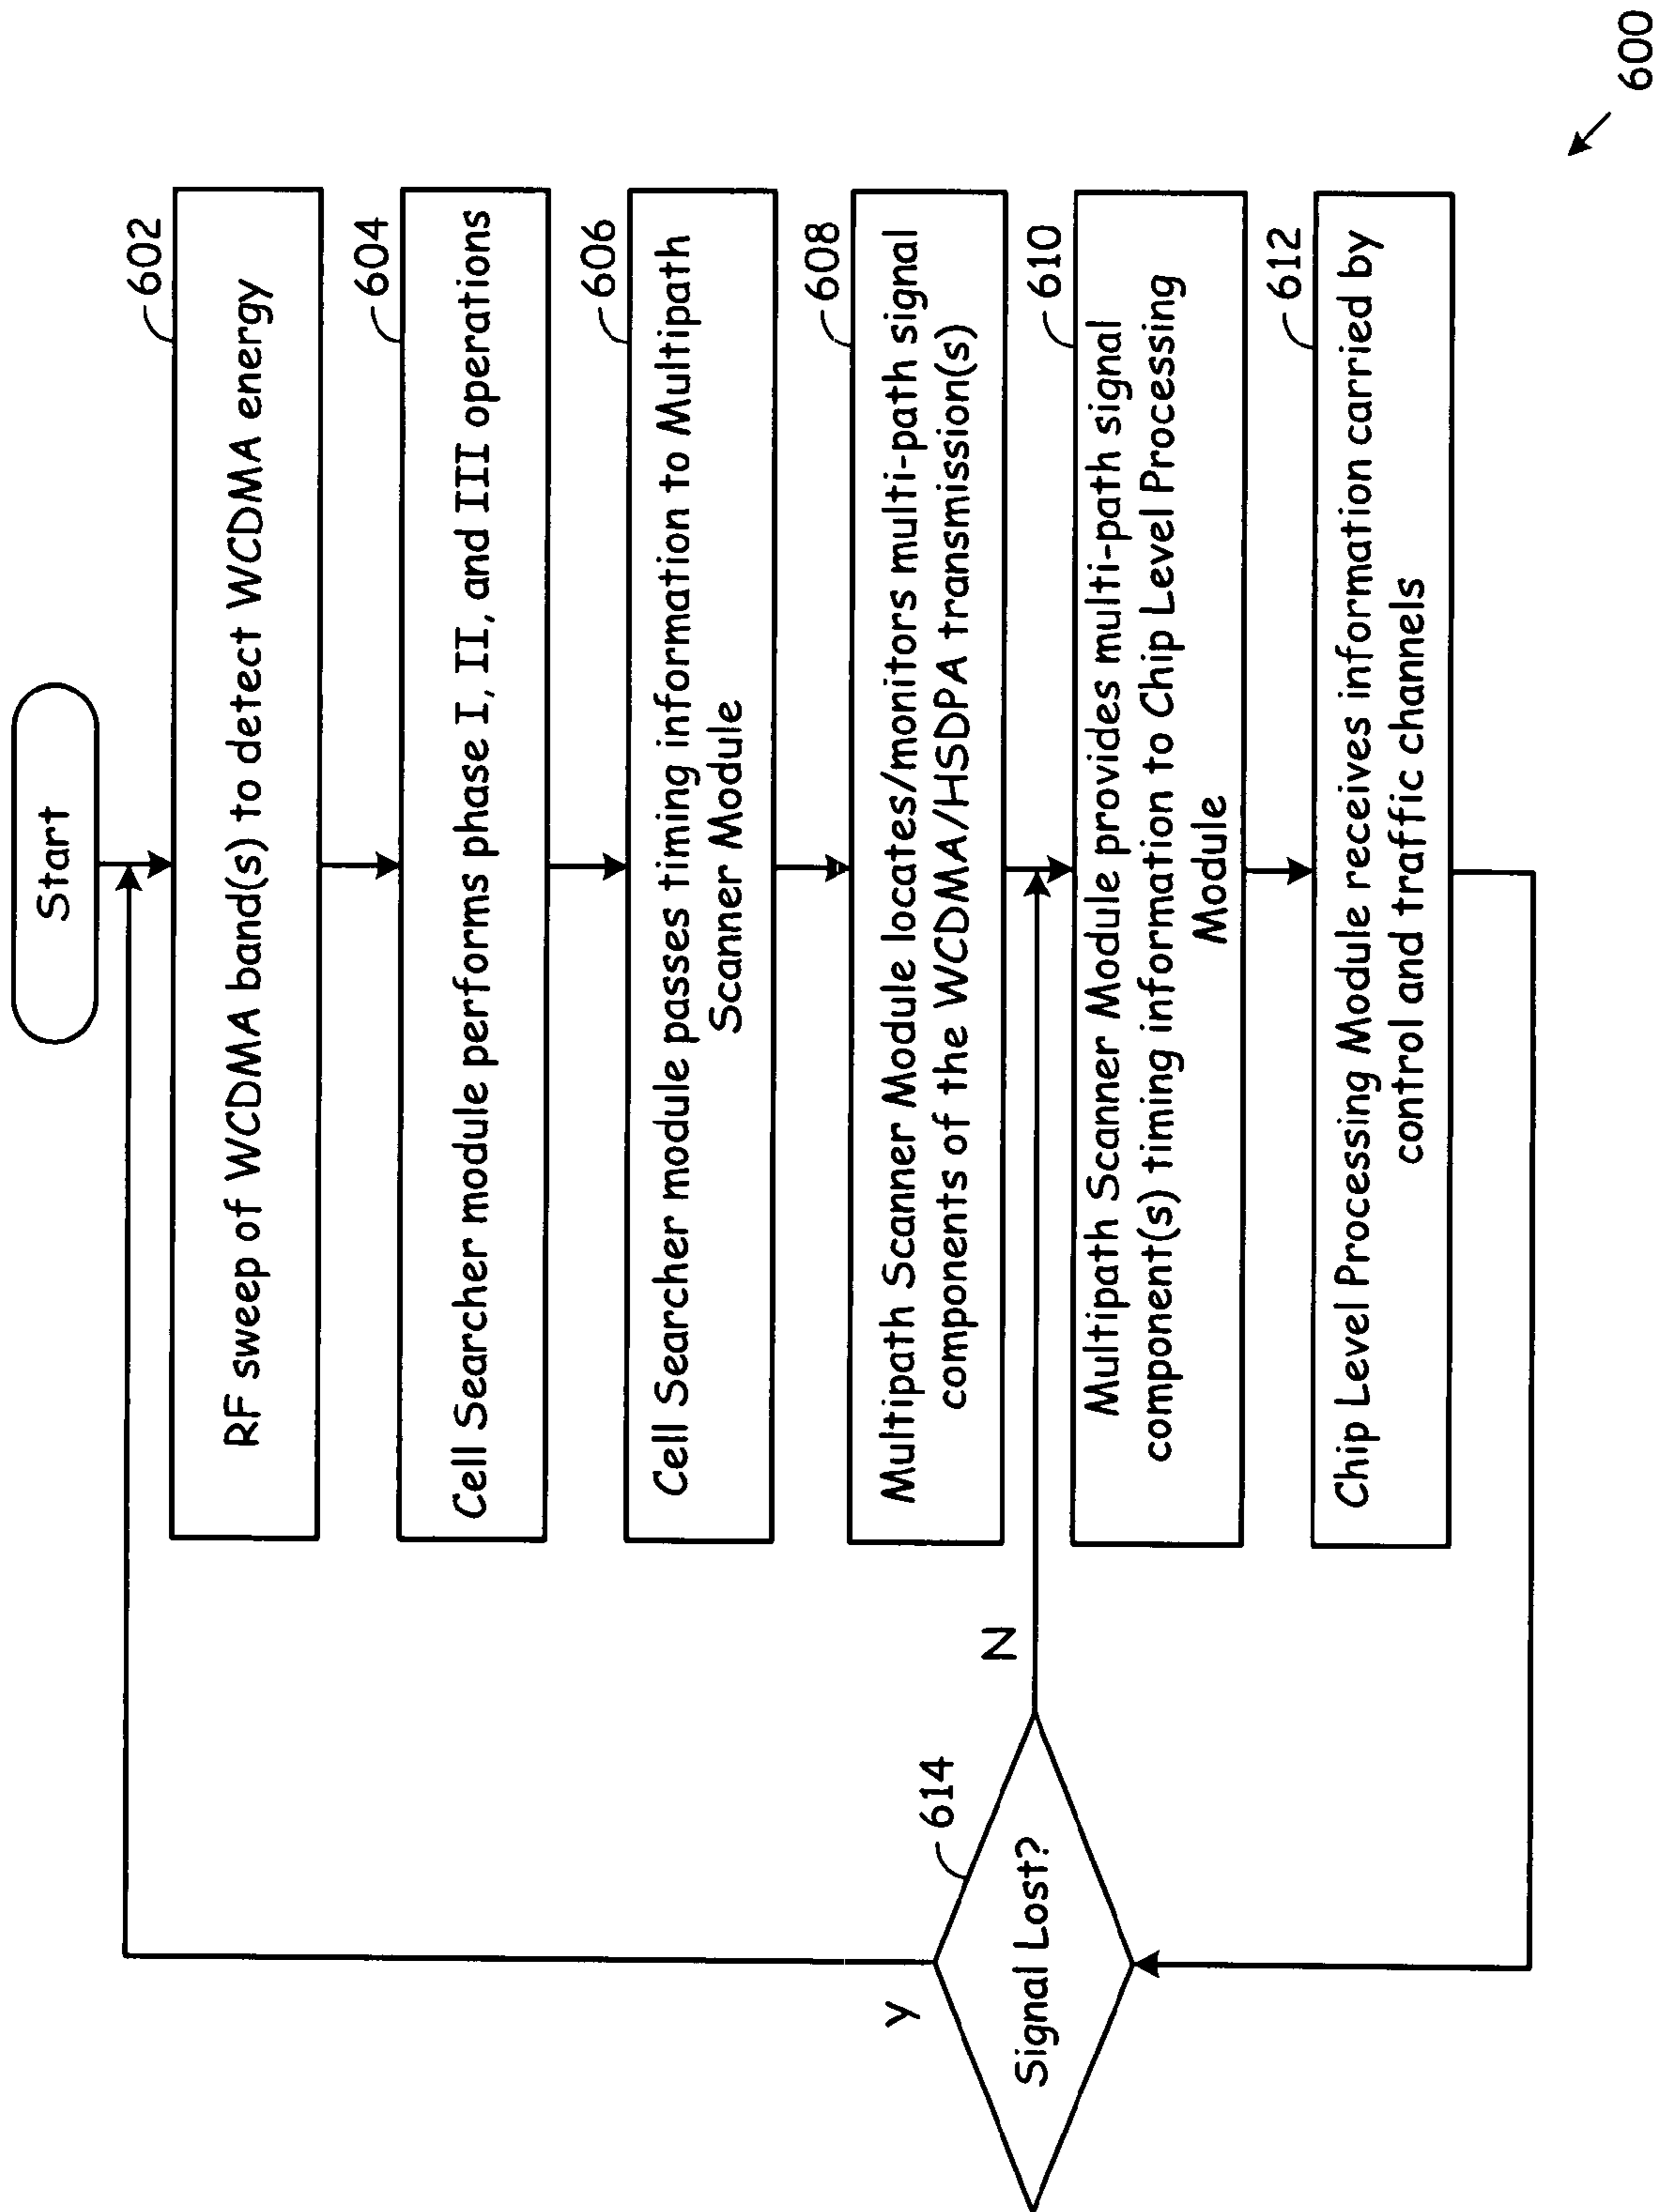 Start
602
RF sweep of WCDMA band(s) to detect WCDMA energy
604
Cell Searcher module performs phase I, II, and III operations
606
Cell Searcher module passes timing information to Multipath
Scanner Module
608
Multipath Scanner Module locates/monitors multi-path signal
components of the WCDMA/HSDPA transmission(s)
610
Multipath Scanner Module provides multi-path signal
component(s) timing information to Chip Level Processing
Module
612
Chip Level Processing Module receives information carried by
control and traffic channels
614
Signal Lost?
Y
N
600